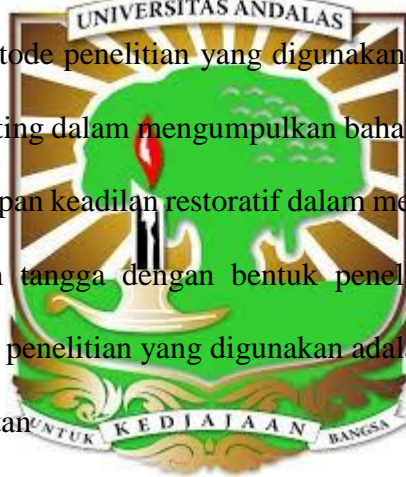 UNIVERSITAS ANDALAS
tode penelitian yang digunakan
ting dalam mengumpulkan baha
pan keadilan restoratif dalam me
tangga dengan bentuk penel
penelitian yang digunakan adal
tan
UNTUK KEDJAJAAN BANGSA